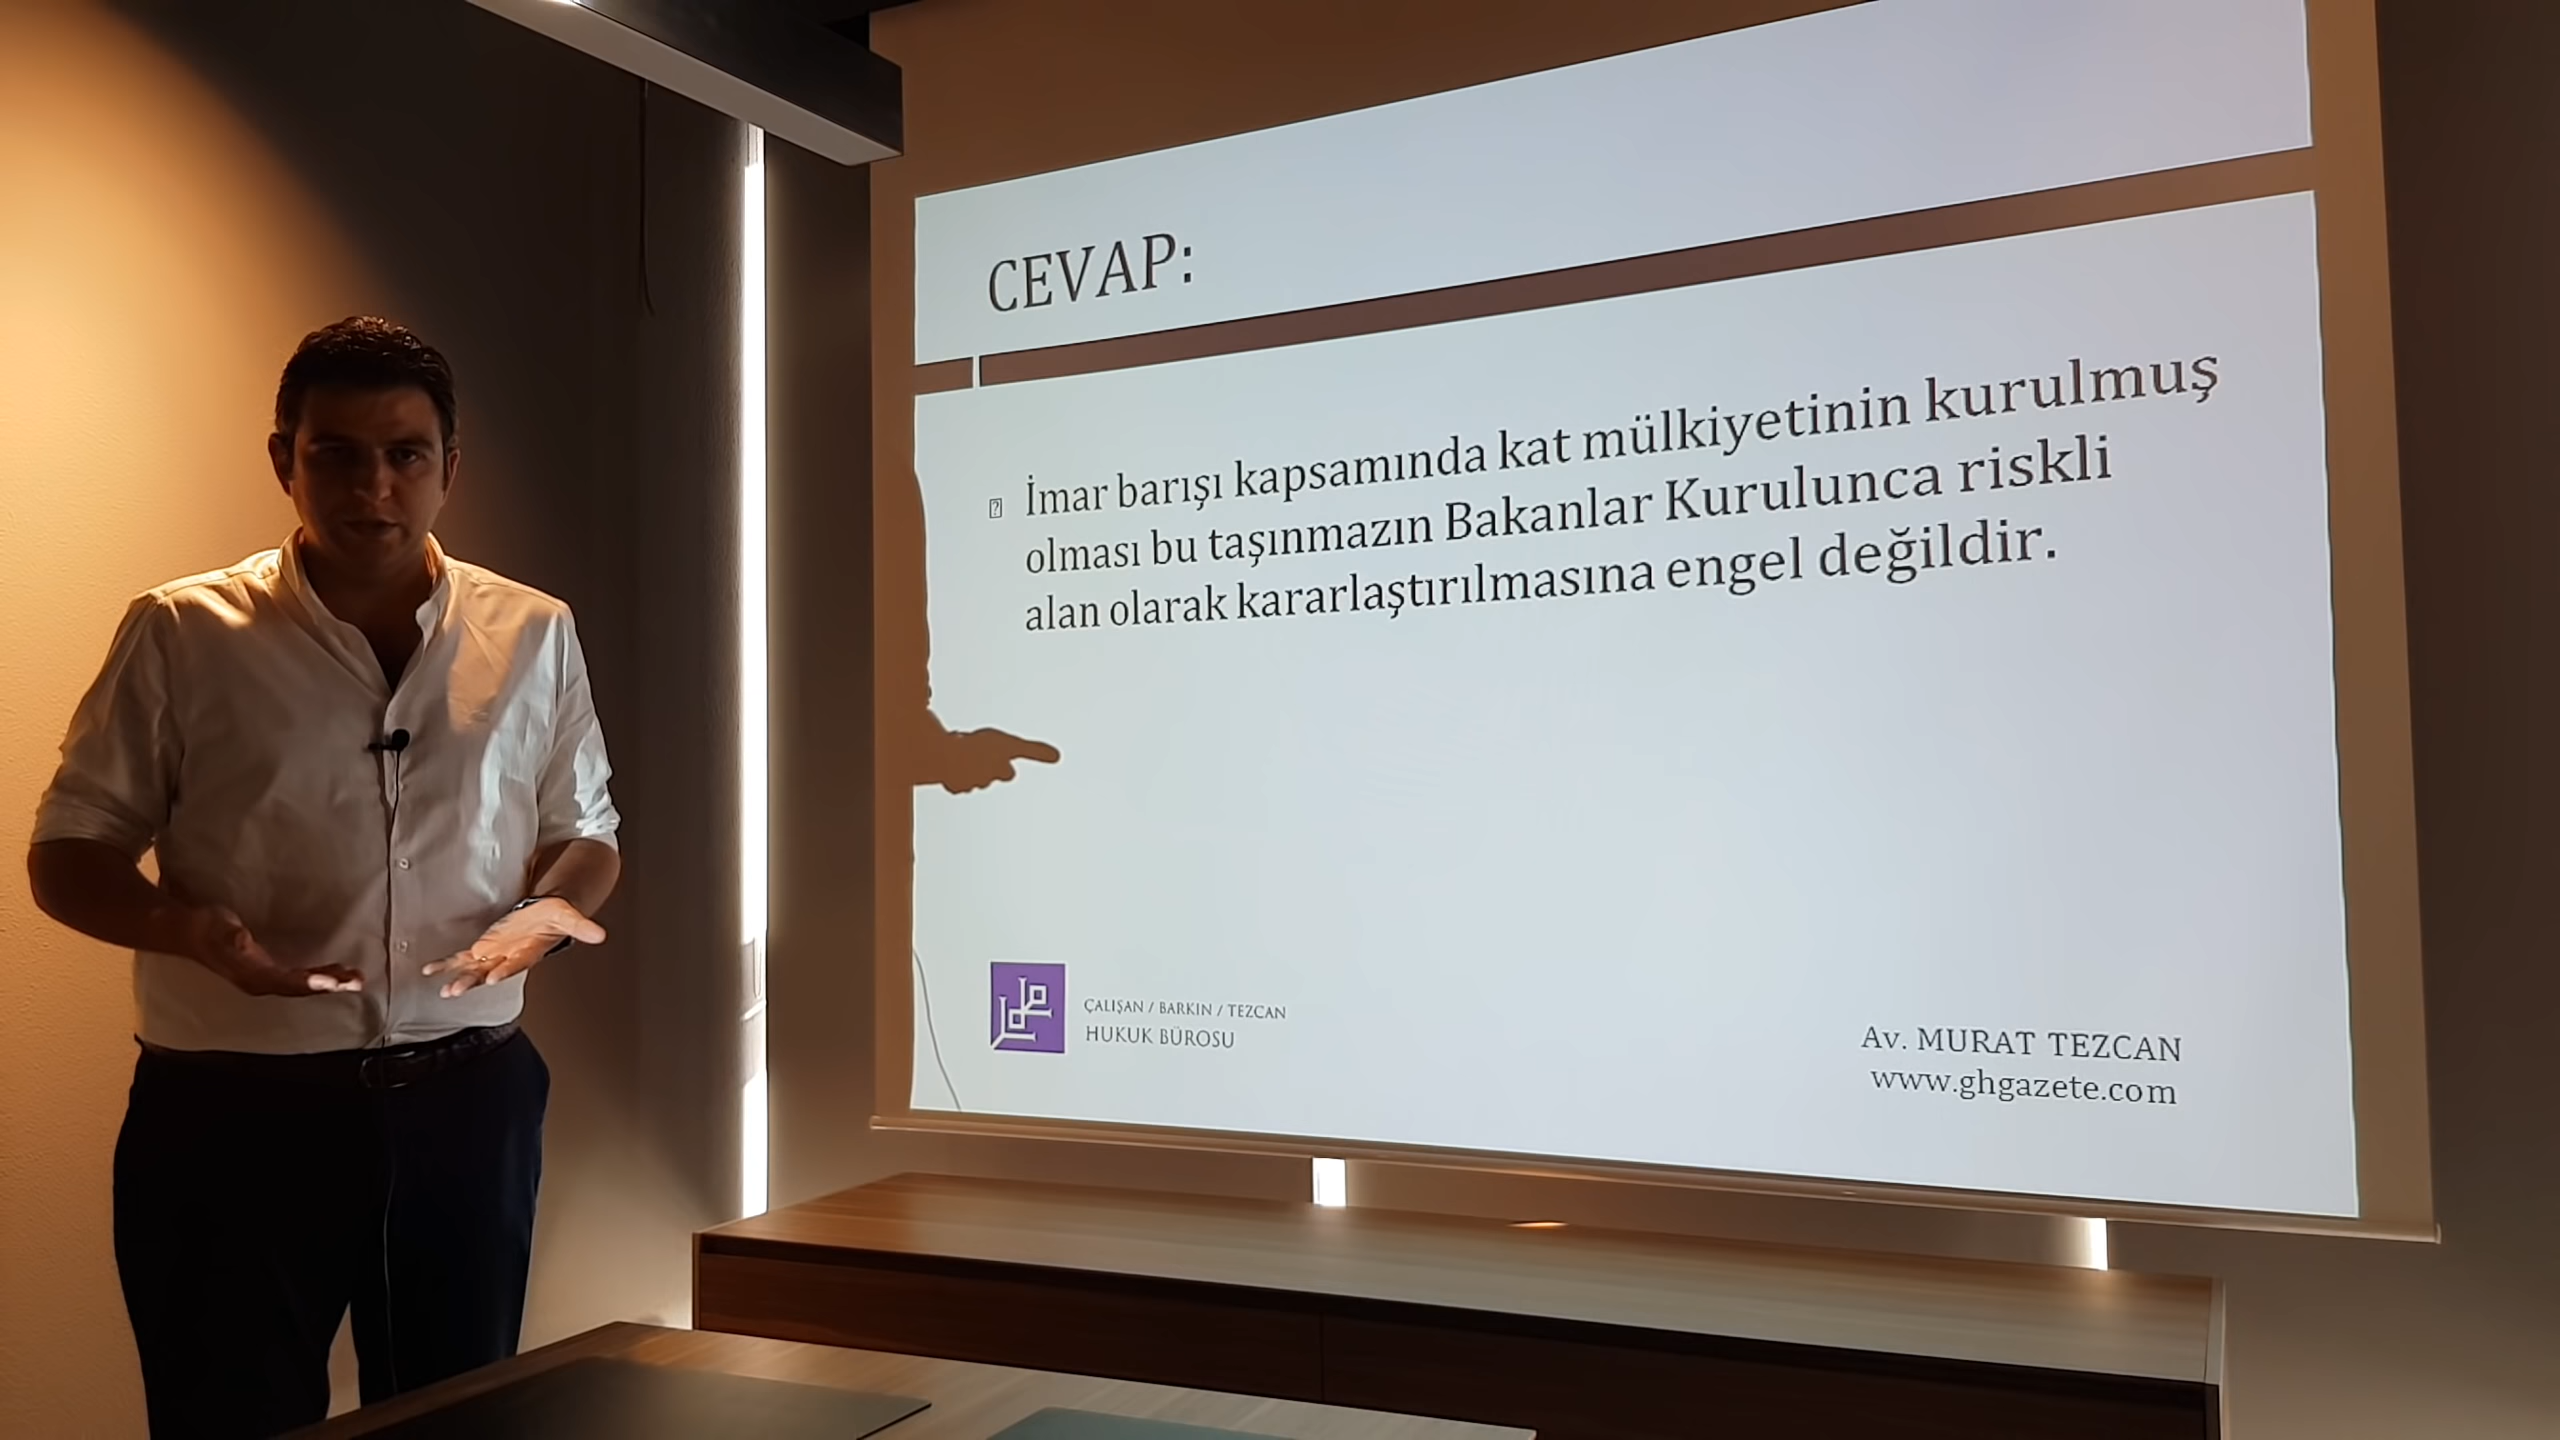 CEVAP:
İmar barışı kapsamında kat mülkiyetinin kurulmuş
olması bu taşınmazın Bakanlar Kurulunca riskli
alan olarak kararlaştırılmasına engel değildir.
ÇALIŞAN / BARKIN / TEZCAN
HUKUK BÜROSU
Av. MURAT TEZCAN
www.ghgazete.com